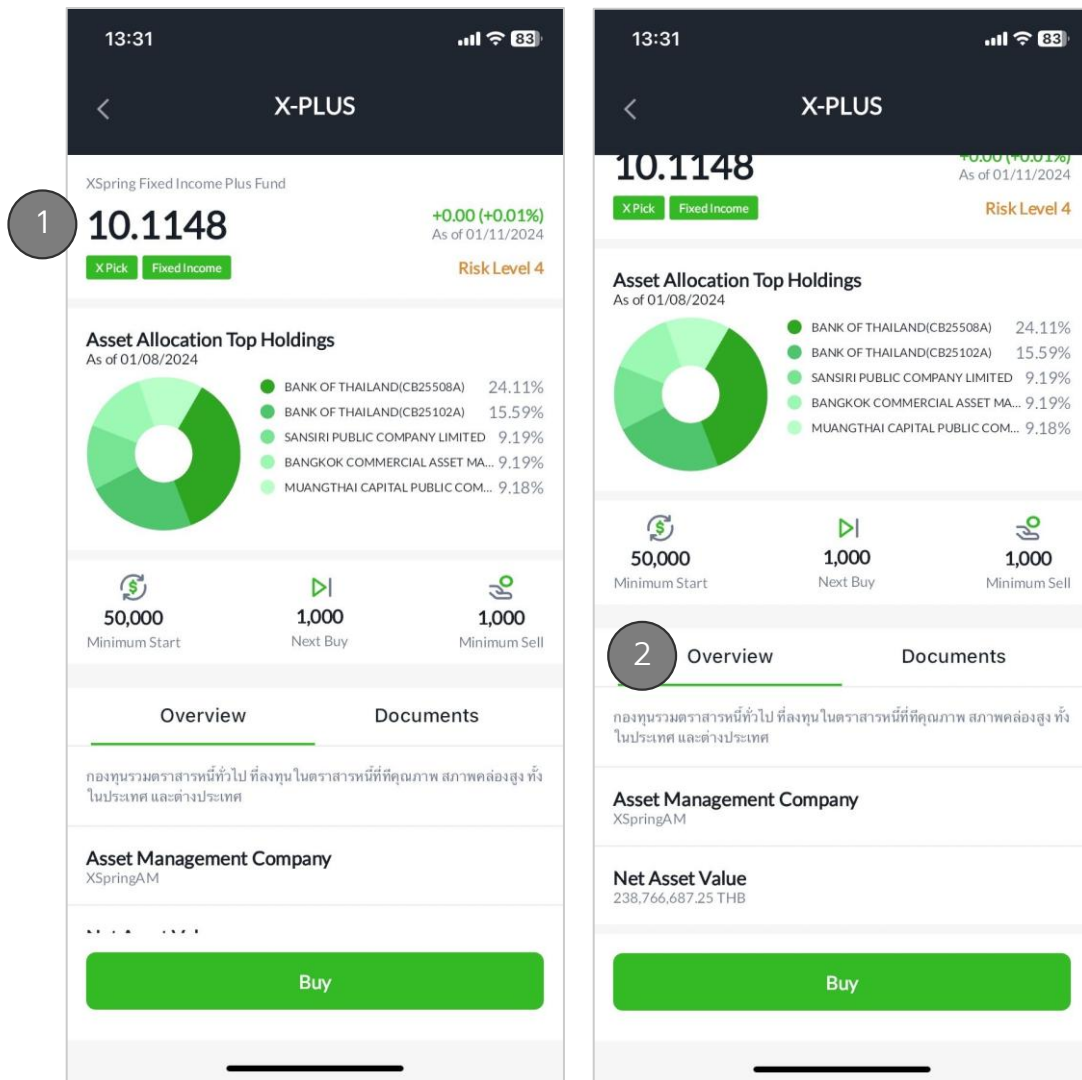 13:31
83
X-PLUS
XSpring Fixed Income Plus Fund
1
10.1148
+0.00 (+0.01%)
As of 01/11/2024
X Pick
Fixed Income
Risk Level 4
Asset Allocation Top Holdings
As of 01/08/2024
BANK OF THAILAND(CB25508A) 24.11%
BANK OF THAILAND(CB25102A) 15.59%
SANSIRI PUBLIC COMPANY LIMITED 9.19%
BANGKOK COMMERCIAL ASSET MA... 9.19%
MUANGTHAI CAPITAL PUBLIC COM... 9.18%
50,000
Minimum Start
1,000
Next Buy
1,000
Minimum Sell
Overview
Documents
กองทุนรวมตราสารหนี้ทั่วไป ที่ลงทุนในตราสารหนี้ที่ทีคุณภาพ สภาพคล่องสูง ทั้ง
ในประเทศ และต่างประเทศ
Asset Management Company
XSpringAM
Buy
13:31
83
X-PLUS
10.1148
+0.00 (+0.01%)
As of 01/11/2024
X Pick
Fixed Income
Risk Level 4
Asset Allocation Top Holdings
As of 01/08/2024
BANK OF THAILAND(CB25508A) 24.11%
BANK OF THAILAND(CB25102A) 15.59%
SANSIRI PUBLIC COMPANY LIMITED 9.19%
BANGKOK COMMERCIAL ASSET MA... 9.19%
MUANGTHAI CAPITAL PUBLIC COM... 9.18%
50,000
Minimum Start
1,000
Next Buy
1,000
Minimum Sell
2
Overview
Documents
กองทุนรวมตราสารหนี้ทั่วไป ที่ลงทุนในตราสารหนี้ที่ทีคุณภาพ สภาพคล่องสูง ทั้ง
ในประเทศ และต่างประเทศ
Asset Management Company
XSpringAM
Net Asset Value
238,766,687.25 THB
Buy